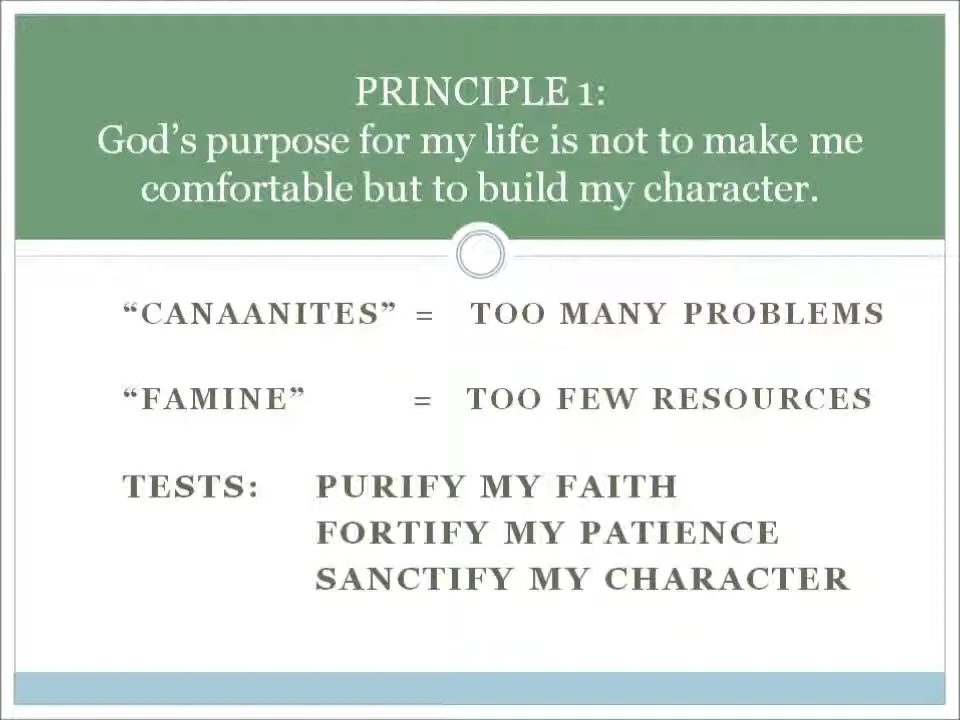 PRINCIPLE 1:
God’s purpose for my life is not to make me
comfortable but to build my character.
“CANAANITES” = TOO MANY PROBLEMS
“FAMINE” = TOO FEW RESOURCES
TESTS: PURIFY MY FAITH
FORTIFY MY PATIENCE
SANCTIFY MY CHARACTER